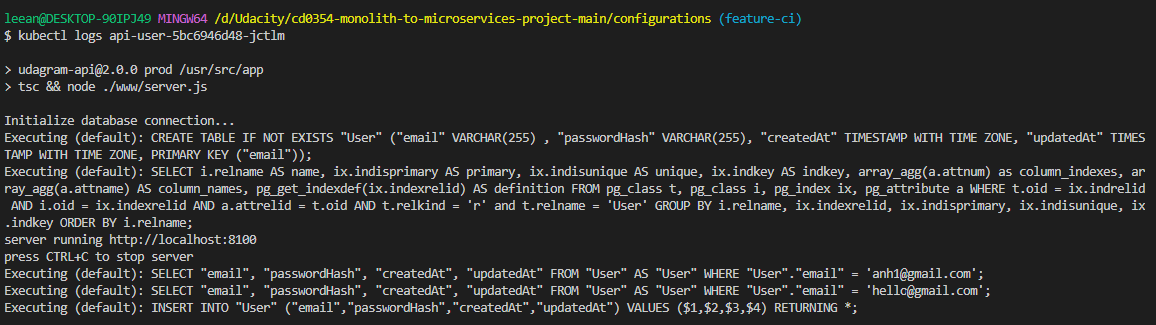 leean@DESKTOP-90IPJ49 MINGW64 /d/Udacity/cd0354-monolith-to-microservices-project-main/configurations (feature-ci)
$ kubectl logs api-user-5bc6946d48-jctlm
> udagram-api@2.0.0 prod /usr/src/app
> tsc && node ./www/server.js
Initialize database connection...
Executing (default): CREATE TABLE IF NOT EXISTS "User" ("email" VARCHAR(255) , "passwordHash" VARCHAR(255), "createdAt" TIMESTAMP WITH TIME ZONE, "updatedAt" TIMES
TAMP WITH TIME ZONE, PRIMARY KEY ("email"));
Executing (default): SELECT i.relname AS name, ix.indisprimary AS primary, ix.indisunique AS unique, ix.indkey AS indkey, array_agg(a.attnum) as column_indexes, ar
ray_agg(a.attname) AS column_names, pg_get_indexdef(ix.indexrelid) AS definition FROM pg_class t, pg_class i, pg_index ix, pg_attribute a WHERE t.oid = ix.indrelid
 AND i.oid = ix.indexrelid AND a.attrelid = t.oid AND t.relkind = 'r' and t.relname = 'User' GROUP BY i.relname, ix.indexrelid, ix.indisprimary, ix.indisunique, ix
.indkey ORDER BY i.relname;
server running http://localhost:8100
press CTRL+C to stop server
Executing (default): SELECT "email", "passwordHash", "createdAt", "updatedAt" FROM "User" AS "User" WHERE "User"."email" = 'anh1@gmail.com';
Executing (default): SELECT "email", "passwordHash", "createdAt", "updatedAt" FROM "User" AS "User" WHERE "User"."email" = 'hello@gmail.com';
Executing (default): INSERT INTO "User" ("email","passwordHash","createdAt","updatedAt") VALUES ($1,$2,$3,$4) RETURNING *;